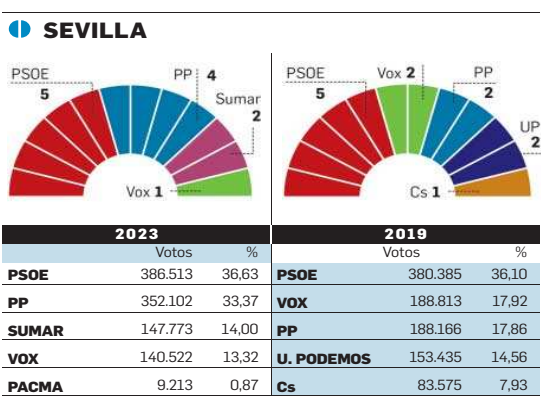 SEVILLA
PSOE
5
PP 4
Sumar
2
Vox 1
PSOE
5
Vox 2
PP
2
UP
2
Cs 1
2023
Votos %
PSOE 386.513 36,63
PP 352.102 33,37
SUMAR 147.773 14,00
VOX 140.522 13,32
PACMA 9.213 0,87
2019
Votos %
PSOE 380.385 36,10
VOX 188.813 17,92
PP 188.166 17,86
U. PODEMOS 153.435 14,56
Cs 83.575 7,93